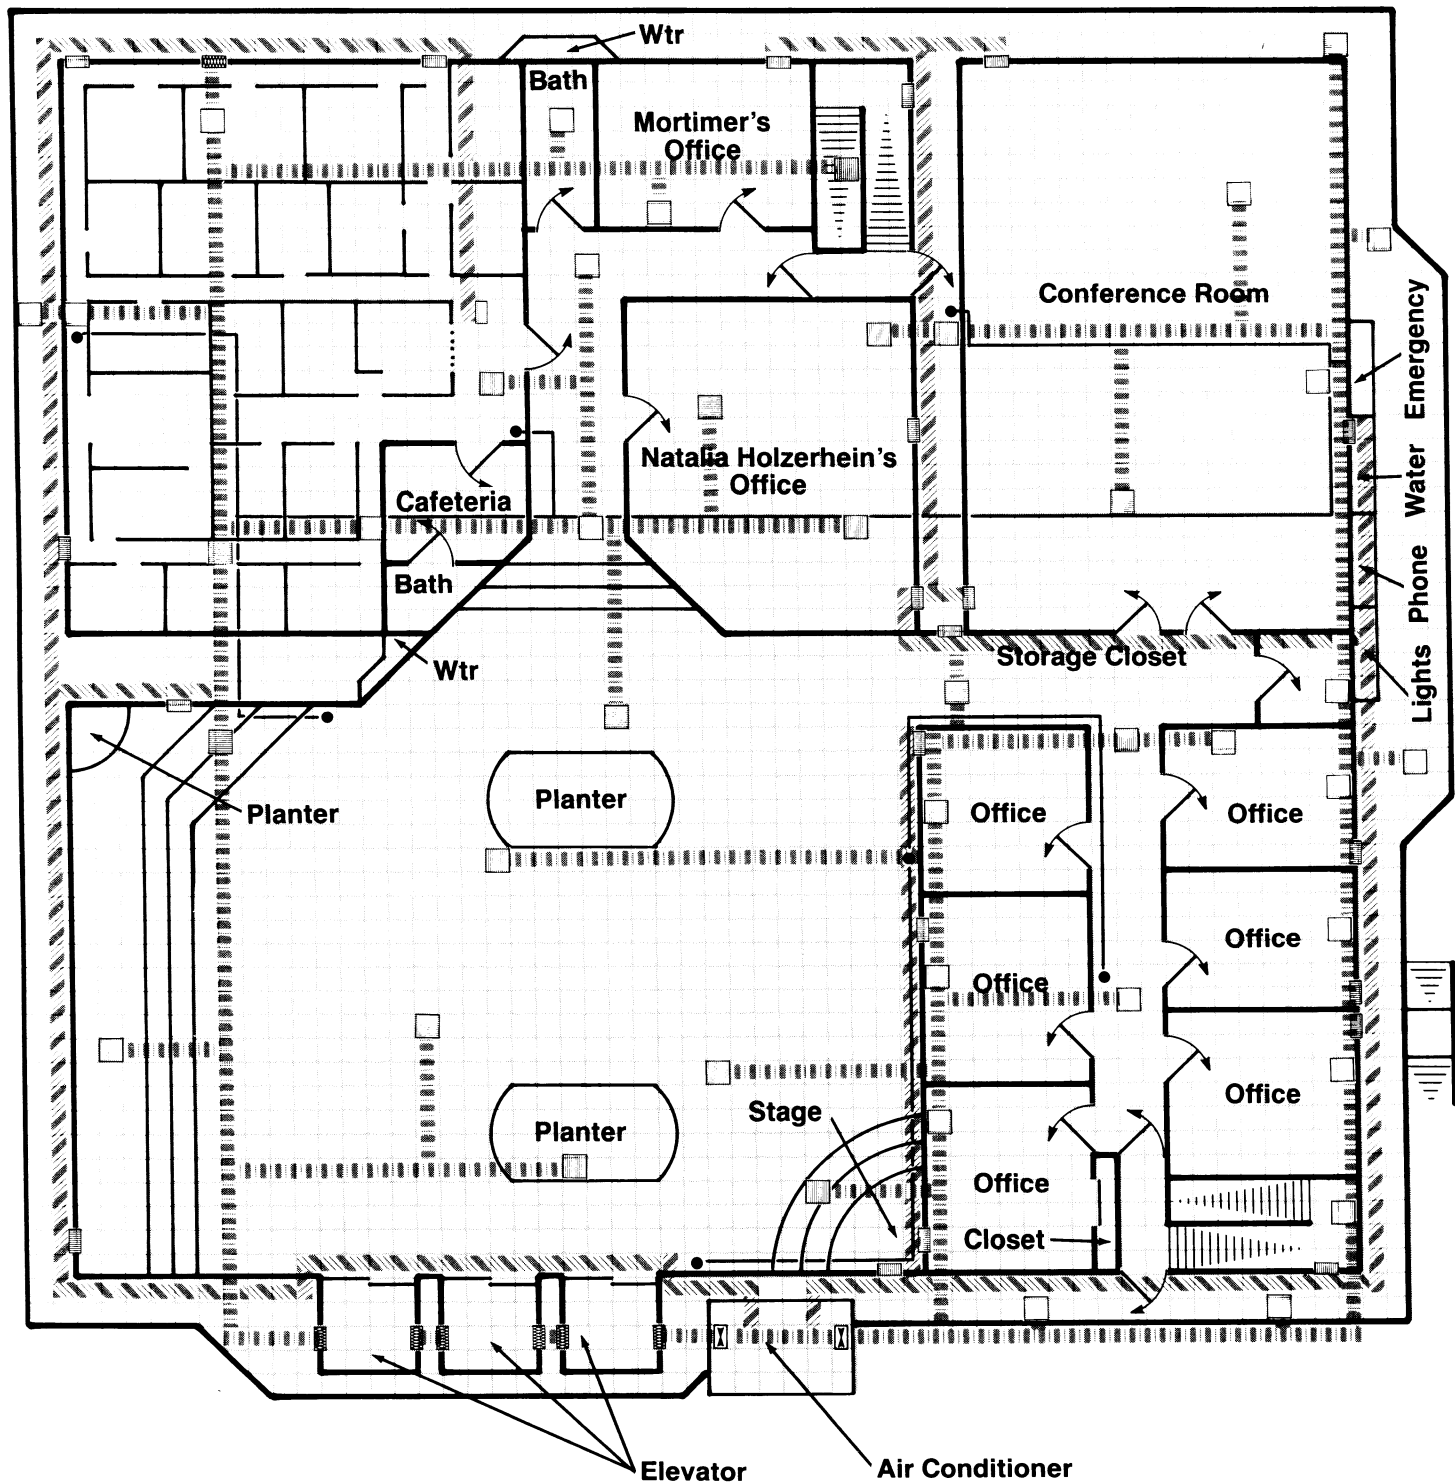 Wtr
Bath
Mortimer's
Office
Conference Room
Emergency
Water
Phone
Lights
Natalia Holzerhein's
Office
Cafeteria
Bath
Wtr
Storage Closet
Planter
Planter
Office
Office
Office
Office
Planter
Stage
Office
Office
Closet
Elevator
Air Conditioner